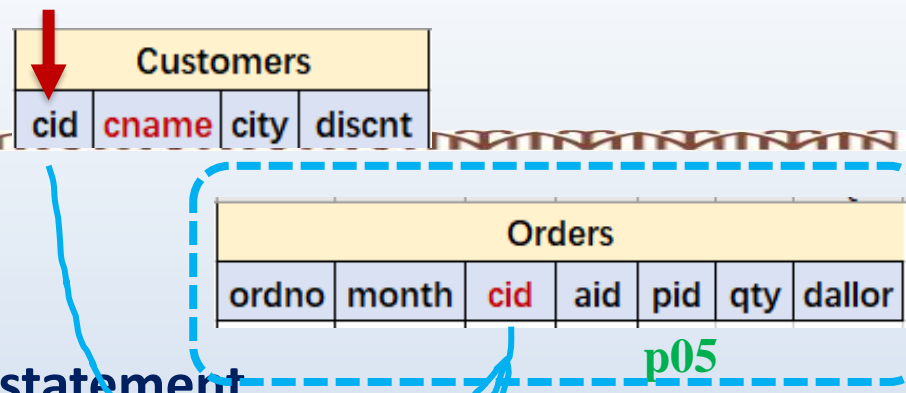 Customers
cid cname city discnt
Orders
ordno month cid aid pid qty dallor
p05
statement